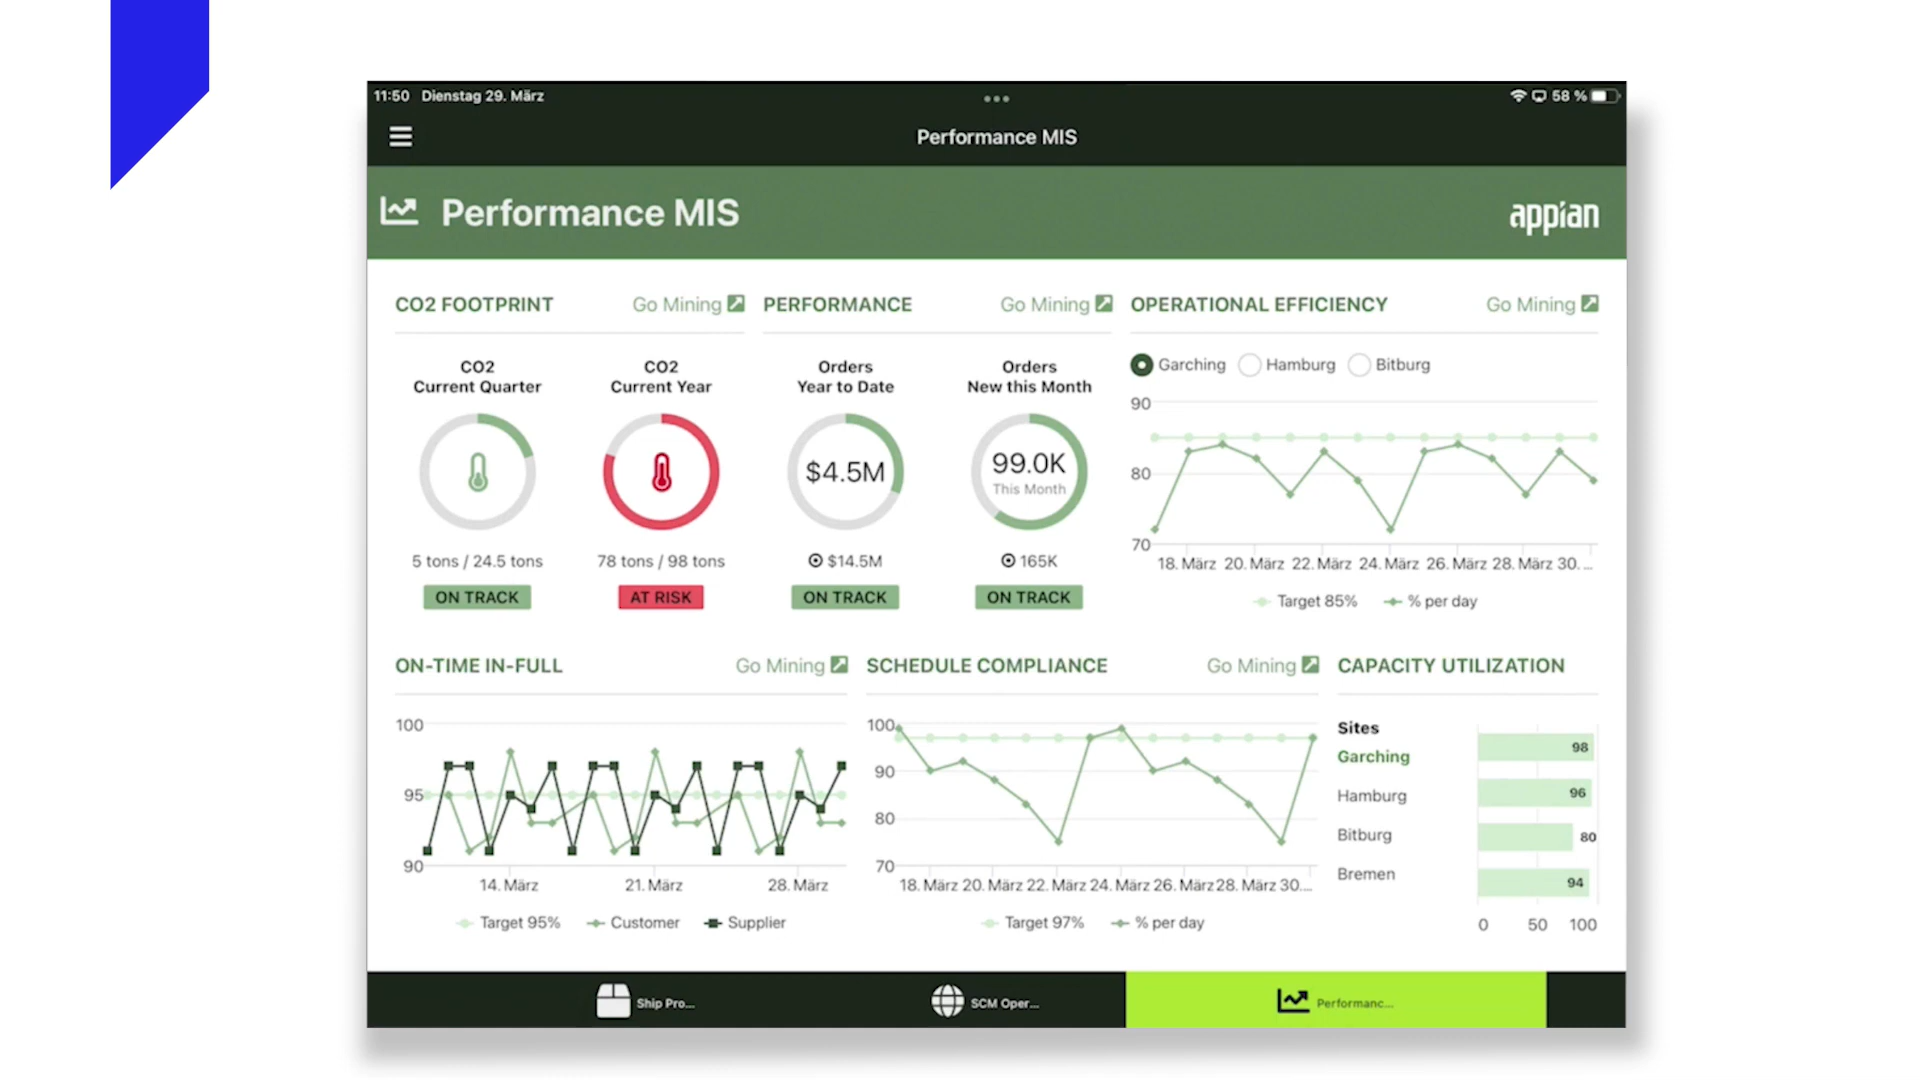 11:50 Dienstag 29. März
58 %
Performance MIS
Performance MIS
appian
CO2 FOOTPRINT
Go Mining
CO2
Current Quarter
5 tons / 24.5 tons
ON TRACK
CO2
Current Year
78 tons / 98 tons
AT RISK
PERFORMANCE
Go Mining
Orders
Year to Date
$4.5M
$14.5M
ON TRACK
Orders
New this Month
99.0K
This Month
165K
ON TRACK
OPERATIONAL EFFICIENCY
Go Mining
Garching Hamburg Bitburg
90
80
70
18. März 20. März 22. März 24. März 26. März 28. März 30. ...
Target 85% % per day
ON-TIME IN-FULL
Go Mining
100
95
90
14. März 21. März 28. März
Target 95% Customer Supplier
SCHEDULE COMPLIANCE
Go Mining
100
90
80
70
18. März 20. März 22. März 24. März 26. März 28. März 30....
Target 97% % per day
CAPACITY UTILIZATION
Sites
Garching 98
Hamburg 96
Bitburg 80
Bremen 94
0 50 100
Ship Pro...
SCM Oper...
Performanc...